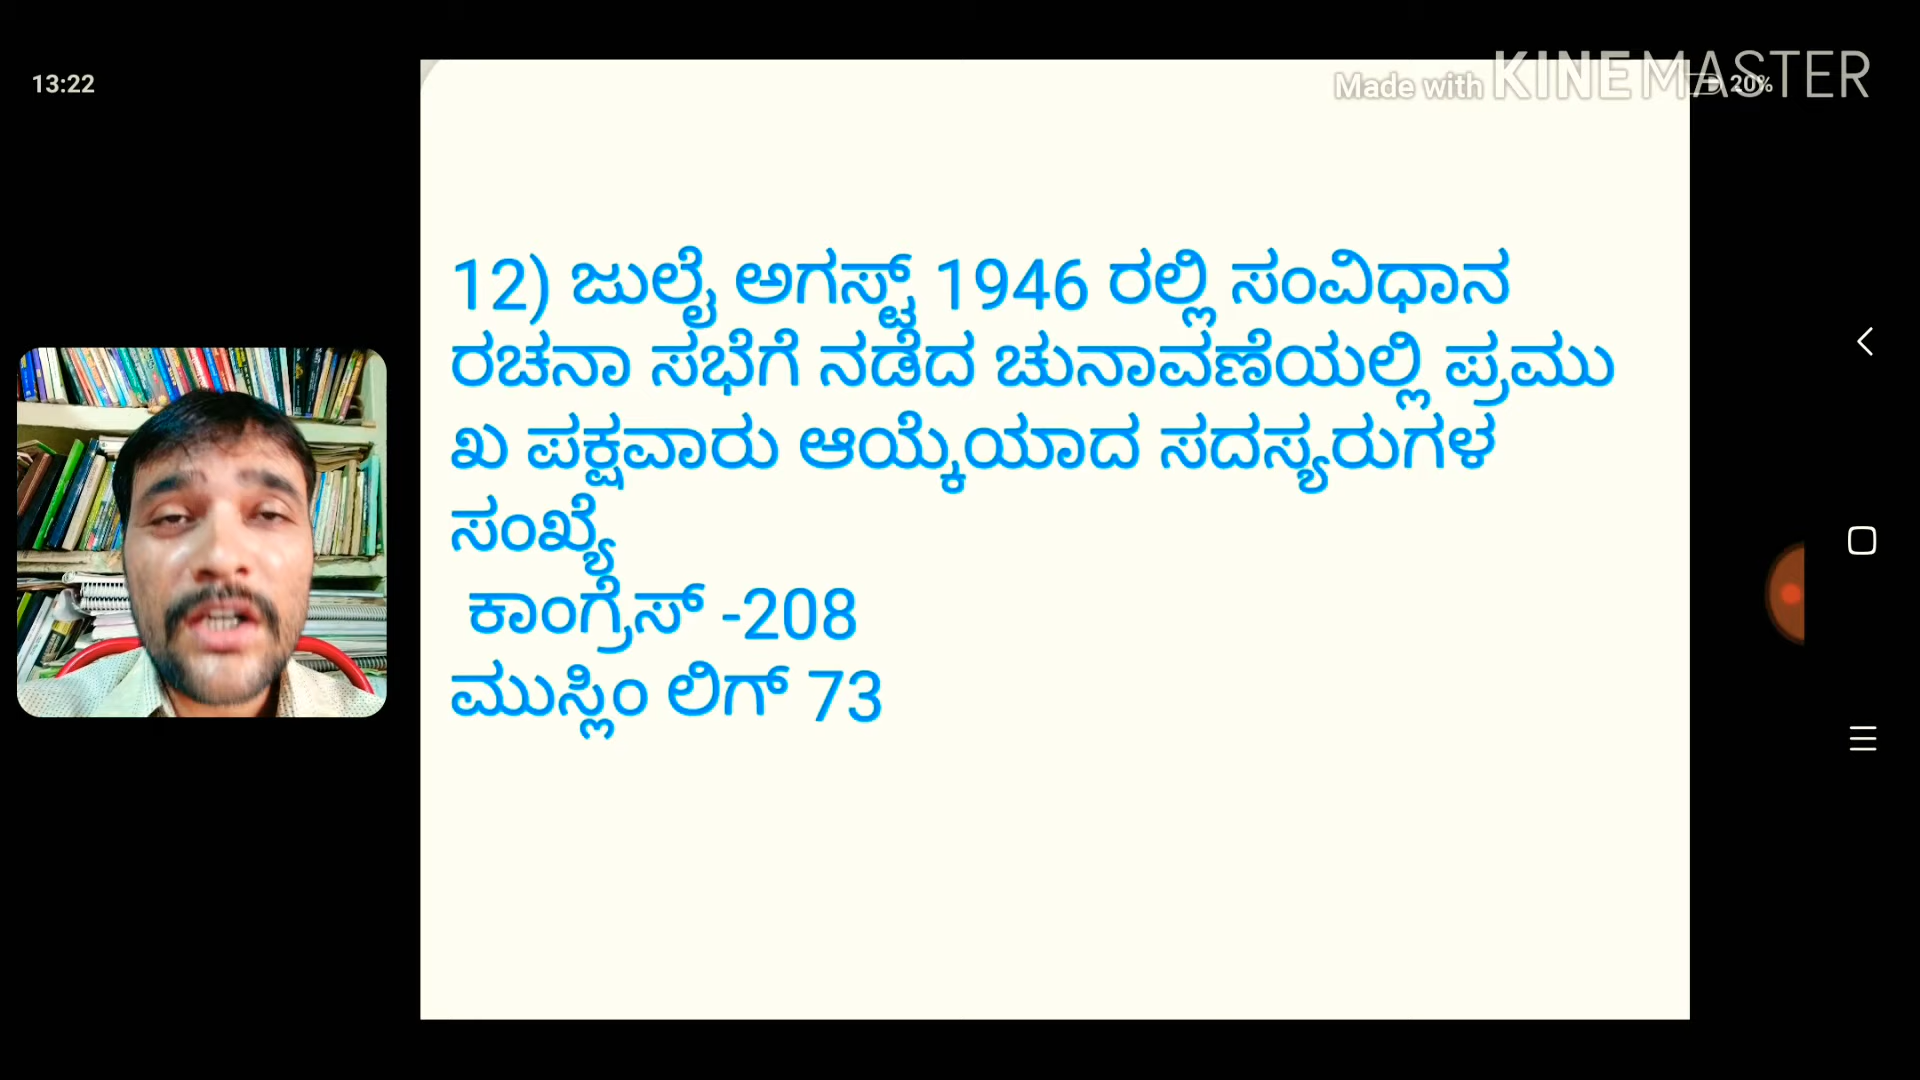 13:22
Made with KINEMASTER
20%
12) ಜುಲೈ ಅಗಸ್ಟ್ 1946 ರಲ್ಲಿ ಸಂವಿಧಾನ
ರಚನಾ ಸಭೆಗೆ ನಡೆದ ಚುನಾವಣೆಯಲ್ಲಿ ಪ್ರಮು
ಖ ಪಕ್ಷವಾರು ಆಯ್ಕೆಯಾದ ಸದಸ್ಯರುಗಳ
ಸಂಖ್ಯೆ
ಕಾಂಗ್ರೆಸ್ -208
ಮುಸ್ಲಿಂ ಲಿಗ್ 73